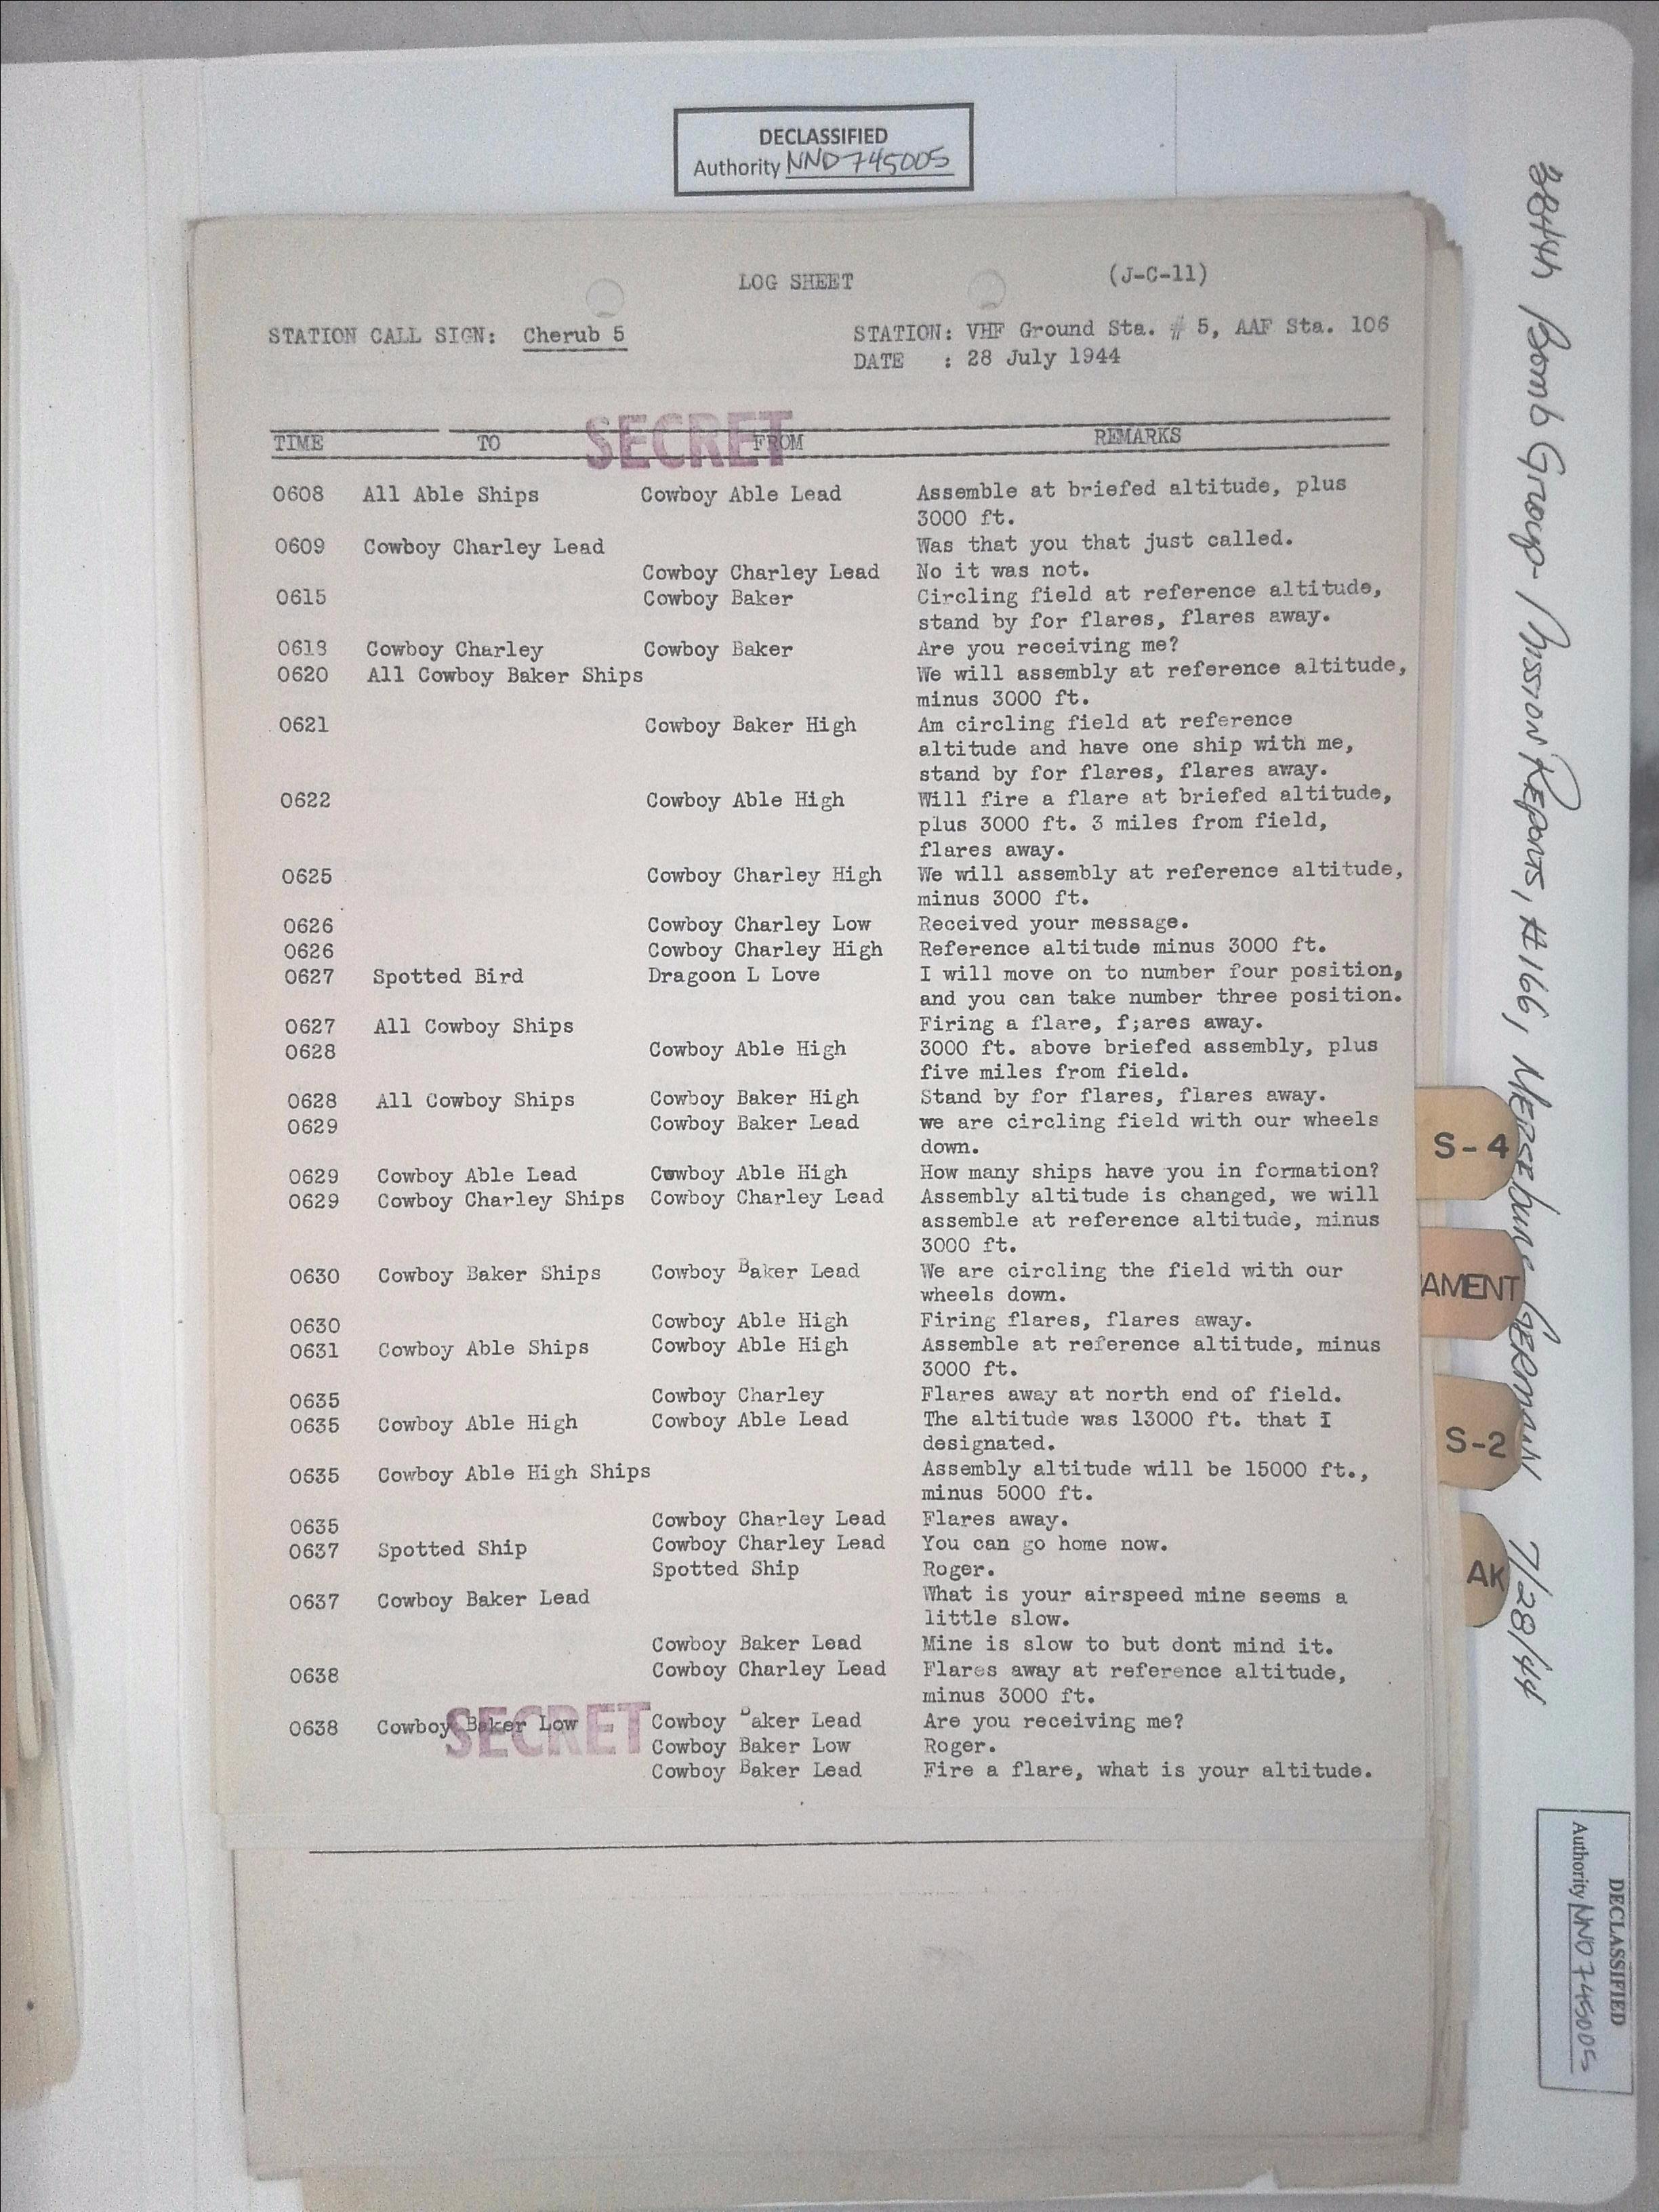 DECLASSIFIED
Authority NND 745005
LOG SHEET (J-C-11)
STATION CALL SIGN: Cherub 5 STATION: VHF Ground Sta. # 5, AAF Sta. 106
DATE : 28 July 1944
SECRET
TIME TO FROM REMARKS
0608 All Able Ships Cowboy Able Lead Assemble at briefed altitude, plus
3000 ft.
0609 Cowboy Charley Lead Was that you that just called.
Cowboy Charley Lead No it was not.
0615 Cowboy Baker Circling field at reference altitude,
stand by for flares, flares away.
0618 Cowboy Charley Cowboy Baker Are you receiving me?
0620 All Cowboy Baker Ships We will assembly at reference altitude,
minus 3000 ft.
0621 Cowboy Baker High Am circling field at reference
altitude and have one ship with me,
stand by for flares, flares away.
0622 Cowboy Able High Will fire a flare at briefed altitude,
plus 3000 ft. 3 miles from field,
flares away.
0625 Cowboy Charley High We will assembly at reference altitude,
minus 3000 ft.
0626 Cowboy Charley Low Received your message.
0626 Cowboy Charley High Reference altitude minus 3000 ft.
0627 Spotted Bird Dragoon L Love I will move on to number four position,
and you can take number three position.
0627 All Cowboy Ships Firing a flare, f;ares away.
0628 Cowboy Able High 3000 ft. above briefed assembly, plus
five miles from field.
0628 All Cowboy Ships Cowboy Baker High Stand by for flares, flares away.
0629 Cowboy Baker Lead we are circling field with our wheels
down.
0629 Cowboy Able Lead Cowboy Able High How many ships have you in formation?
0629 Cowboy Charley Ships Cowboy Charley Lead Assembly altitude is changed, we will
assemble at reference altitude, minus
3000 ft.
0630 Cowboy Baker Ships Cowboy Baker Lead We are circling the field with our
wheels down.
0630 Cowboy Able High Firing flares, flares away.
0631 Cowboy Able Ships Cowboy Able High Assemble at reference altitude, minus
3000 ft.
0635 Cowboy Charley Flares away at north end of field.
0635 Cowboy Able High Cowboy Able Lead The altitude was 13000 ft. that I
designated.
0635 Cowboy Able High Ships Assembly altitude will be 15000 ft.,
minus 5000 ft.
0635 Cowboy Charley Lead Flares away.
0637 Spotted Ship Cowboy Charley Lead You can go home now.
Spotted Ship Roger.
0637 Cowboy Baker Lead What is your airspeed mine seems a
little slow.
Cowboy Baker Lead Mine is slow to but dont mind it.
0638 Cowboy Charley Lead Flares away at reference altitude,
minus 3000 ft.
0638 Cowboy Baker Low Cowboy Baker Lead Are you receiving me?
SECRET
Cowboy Baker Low Roger.
Cowboy Baker Lead Fire a flare, what is your altitude.
384th Bomb Group - Mission Reports, #166, Merseburg Germany 7/28/44
S-4
AMENT
S-2
AK
DECLASSIFIED
Authority NND 745005